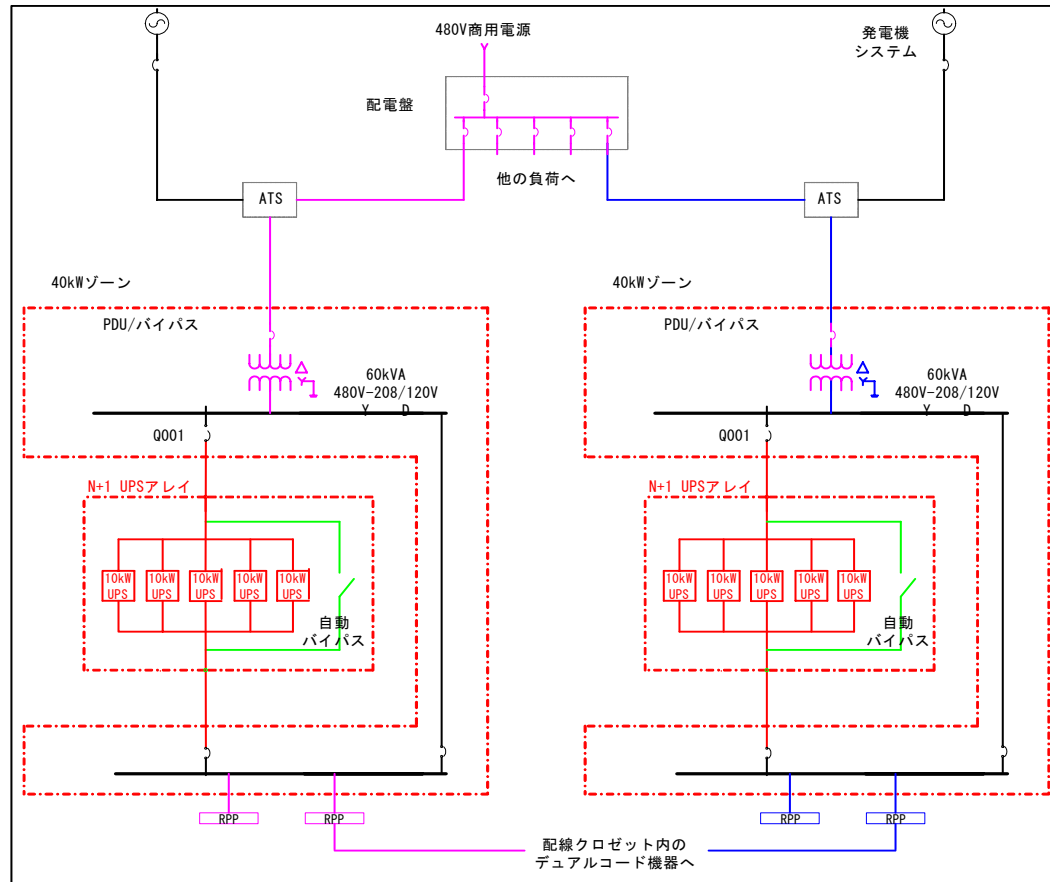 480V商用電源
発電機
システム
配電盤
他の負荷へ
ATS
ATS
40kWゾーン
40kWゾーン
PDU/バイパス
PDU/バイパス
60kVA
480V-208/120V
Y D
60kVA
480V-208/120V
Y D
Q001
Q001
N+1 UPSアレイ
N+1 UPSアレイ
10kW
UPS
10kW
UPS
10kW
UPS
10kW
UPS
10kW
UPS
10kW
UPS
10kW
UPS
10kW
UPS
10kW
UPS
10kW
UPS
自動
バイパス
自動
バイパス
RPP
RPP
RPP
RPP
配線クロゼット内の
デュアルコード機器へ